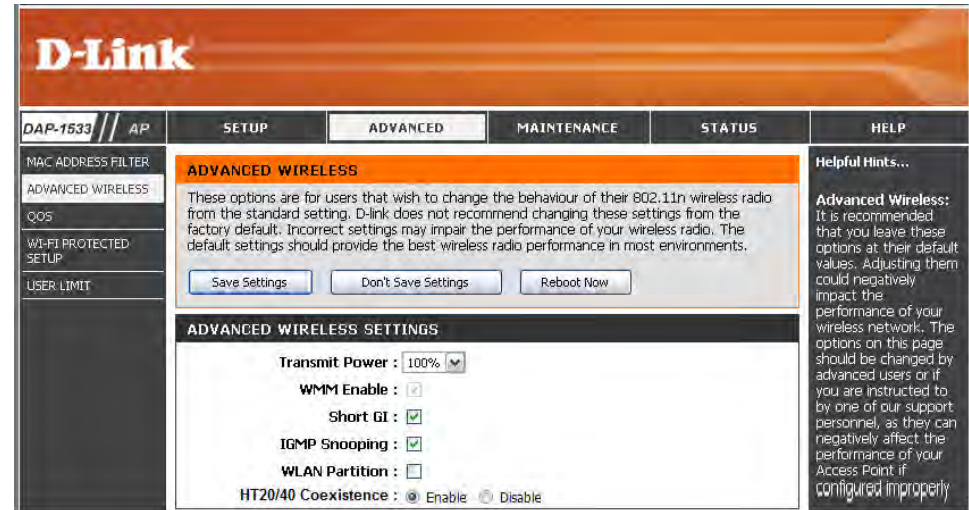 D-Link
DAP-1533 // AP
SETUP
ADVANCED
MAINTENANCE
STATUS
HELP
MAC ADDRESS FILTER
ADVANCED WIRELESS
QOS
WI-FI PROTECTED
SETUP
USER LIMIT
ADVANCED WIRELESS
These options are for users that wish to change the behaviour of their 802.11n wireless radio
from the standard setting. D-link does not recommend changing these settings from the
factory default. Incorrect settings may impair the performance of your wireless radio. The
default settings should provide the best wireless radio performance in most environments.
Save Settings
Don't Save Settings
Reboot Now
ADVANCED WIRELESS SETTINGS
Transmit Power : 100%
WMM Enable :
Short GI :
IGMP Snooping :
WLAN Partition :
HT20/40 Coexistence : Enable Disable
Helpful Hints...
Advanced Wireless:
It is recommended
that you leave these
options at their default
values. Adjusting them
could negatively
impact the
performance of your
wireless network. The
options on this page
should be changed by
advanced users or if
you are instructed to
by one of our support
personnel, as they can
negatively affect the
performance of your
Access Point if
configured improperly